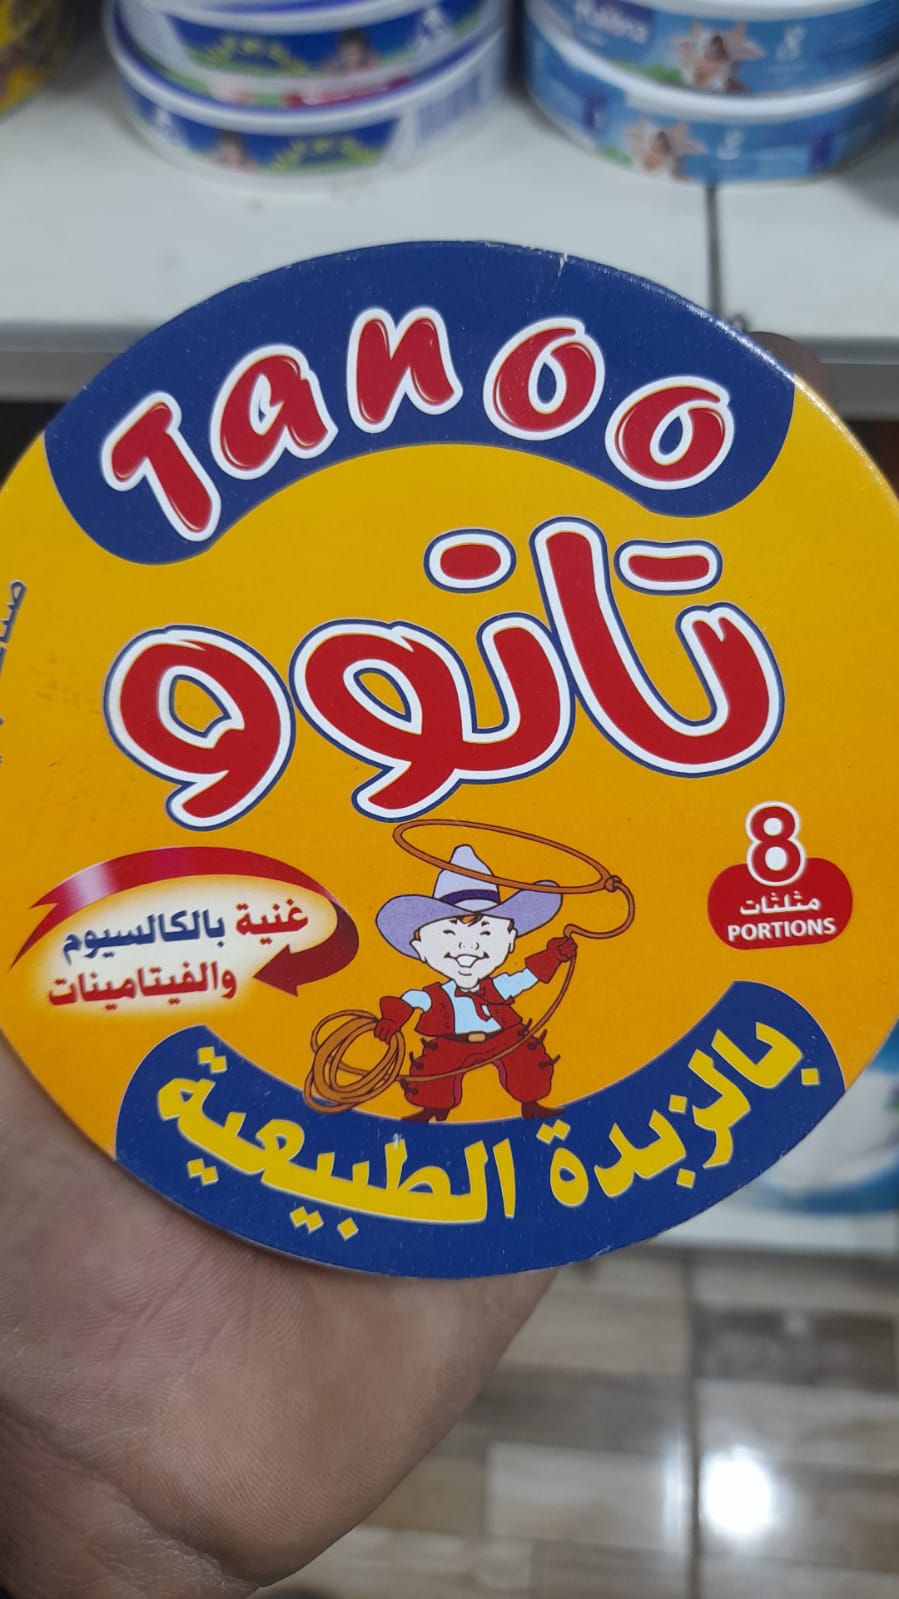 Tanoo
تانوو
8
مثلثات
PORTIONS
غنية بالكالسيوم
والفيتامينات
بالزبدة الطبيعية